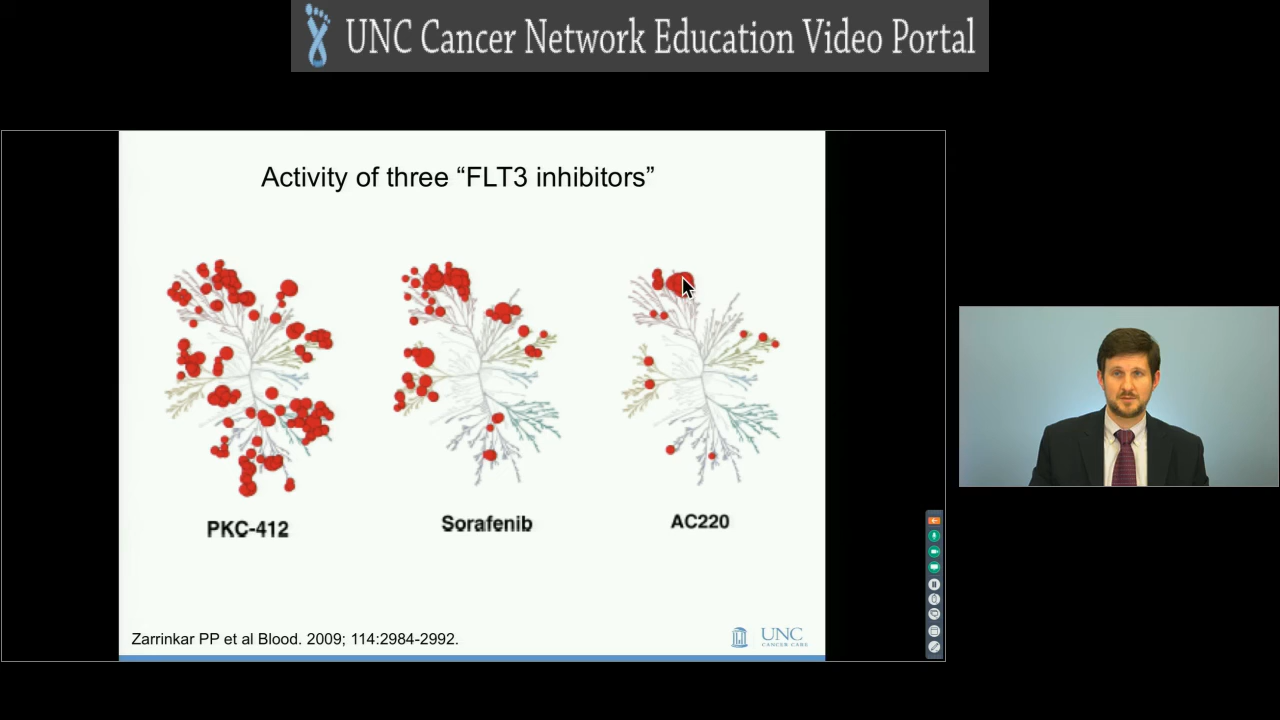 UNC Cancer Network Education Video Portal
Activity of three “FLT3 inhibitors”
PKC-412
Sorafenib
AC220
Zarrinkar PP et al Blood. 2009; 114:2984-2992.
UNC
CANCER CARE